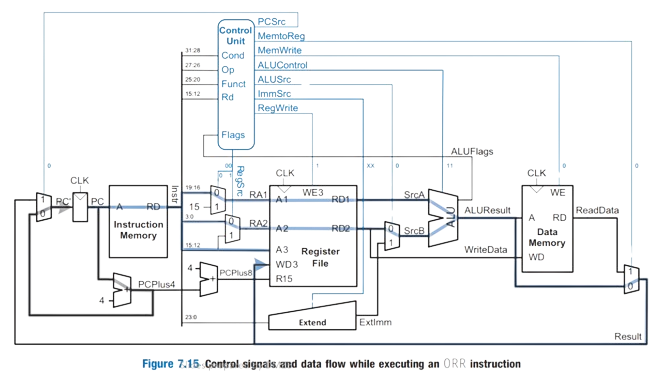 PCSrc
Control
Unit
MemtoReg
MemWrite
31:28
Cond
ALUControl
27:26
Op
ALUSrc
25:20
Funct
ImmSrc
15:12
Rd
RegWrite
Flags
ALUFlags
0
00
0 1
RegSrc
1
XX
0
11
0
0
CLK
CLK
CLK
19:16
0
RA1
A1
WE3
RD1
SrcA
WE
1
0
PC'
PC
A
RD
Instr
15
1
ALU
ALUResult
A
RD
ReadData
Instruction
Memory
3:0
0
RA2
A2
RD2
0
SrcB
Data
Memory
15:12
1
A3
Register
File
1
WriteData
WD
WD3
4
PCPlus8
R15
1
0
+
+
4
PCPlus4
23:0
Extend
ExtImm
Result
Figure 7.15 Control signals and data flow while executing an ORR instruction